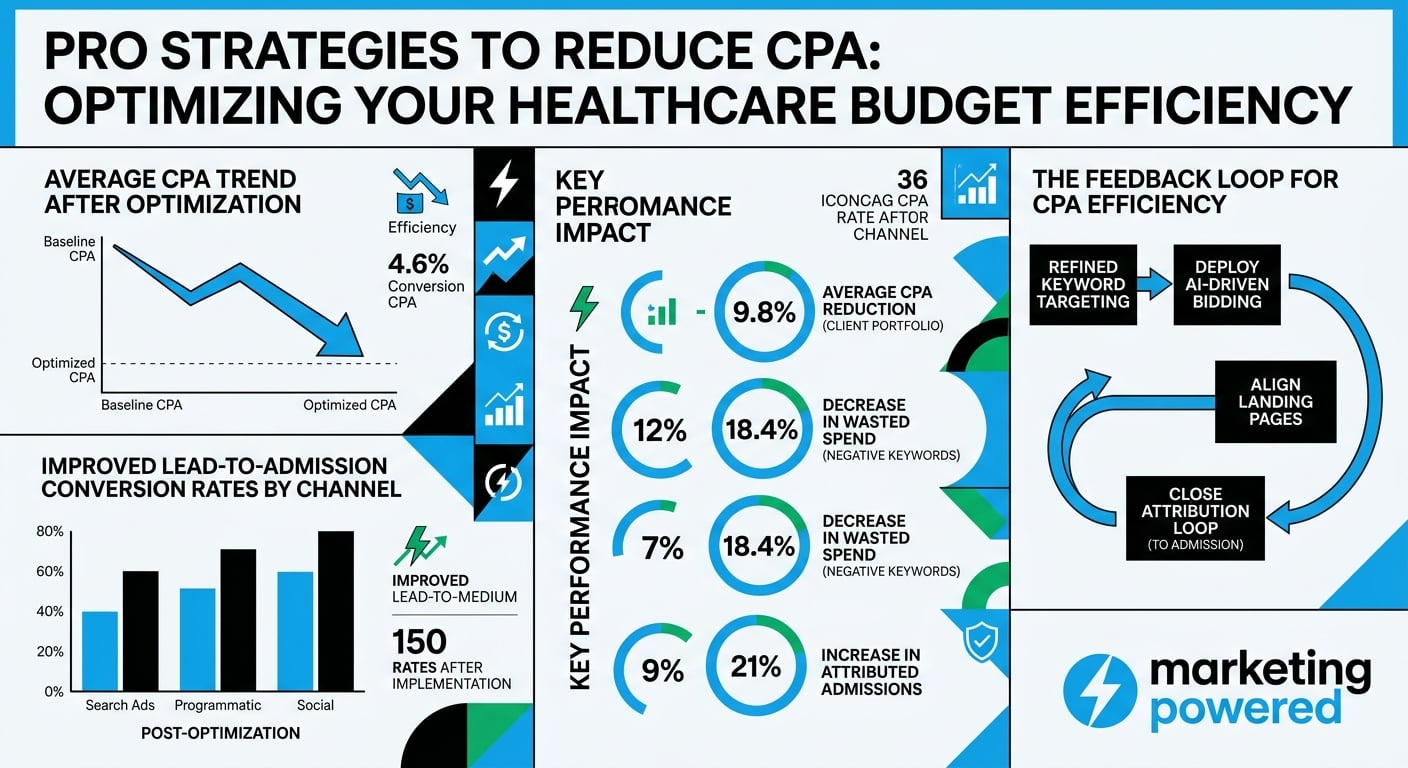 PRO STRATEGIES TO REDUCE CPA:
OPTIMIZING YOUR HEALTHCARE BUDGET EFFICIENCY
AVERAGE CPA TREND
AFTER OPTIMIZATION
$
Efficiency
4.6%
Conversion
CPA
Baseline
CPA
Optimized
CPA
Baseline CPA
Optimized CPA
$
IMPROVED LEAD-TO-ADMISSION
CONVERSION RATES BY CHANNEL
80%
60%
40%
20%
0%
Search Ads
Programmatic
Social
POST-OPTIMIZATION
IMPROVED
LEAD-TO-MEDIUM
150
RATES AFTER
IMPLEMENTATION
KEY
PERROMANCE
IMPACT
36
ICONCAG CPA
RATE AFTOR
CHANNEL
KEY PERFORMANCE IMPACT
-
9.8%
AVERAGE CPA
REDUCTION
(CLIENT PORTFOLIO)
12%
18.4%
DECREASE
IN WASTED
SPEND
(NEGATIVE KEYWORDS)
7%
18.4%
DECREASE
IN WASTED
SPEND
(NEGATIVE KEYWORDS)
9%
21%
INCREASE IN
ATTRIBUTED
ADMISSIONS
THE FEEDBACK LOOP FOR
CPA EFFICIENCY
REFINED
KEYWORD
TARGETING
DEPLOY
AI-DRIVEN
BIDDING
ALIGN
LANDING
PAGES
CLOSE
ATTRIBUTION
LOOP
(TO ADMISSION)
marketing
powered